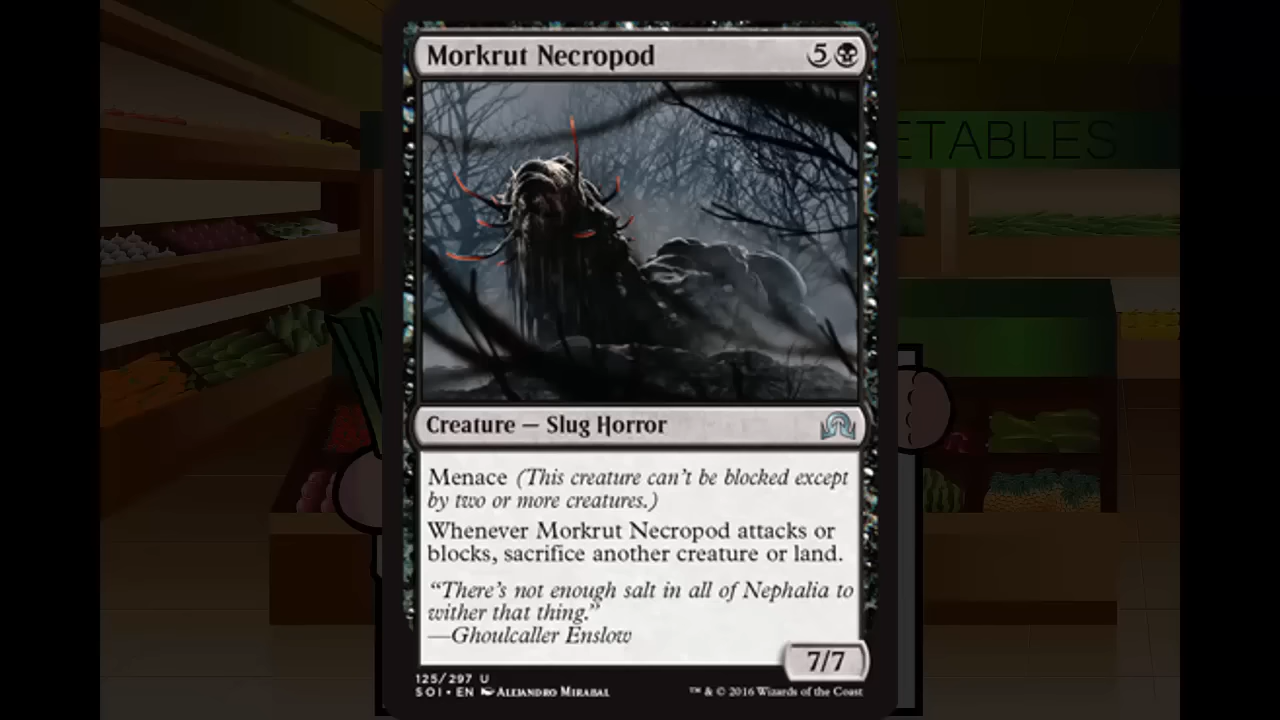 Morkrut Necropod 5
ETABLES
Creature — Slug Horror
Menace (This creature can't be blocked except
by two or more creatures.)
Whenever Morkrut Necropod attacks or
blocks, sacrifice another creature or land.
"There's not enough salt in all of Nephalia to
wither that thing."
—Ghoulcaller Enslow
7/7
125/297 U
SOI • EN Alejandro Mirabal
™ & © 2016 Wizards of the Coast